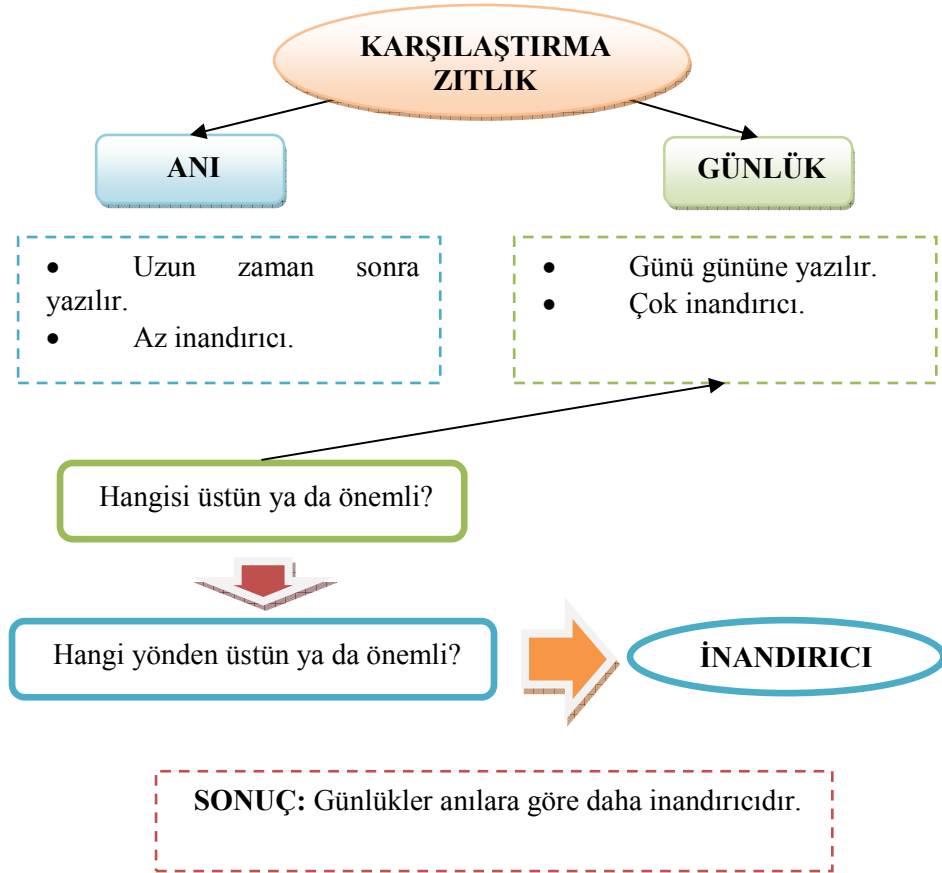 KARŞILAŞTIRMA
ZITLIK
ANI
GÜNLÜK
• Uzun zaman sonra
yazılır.
• Az inandırıcı.
• Günü gününe yazılır.
• Çok inandırıcı.
Hangisi üstün ya da önemli?
Hangi yönden üstün ya da önemli?
İNANDIRICI
SONUÇ: Günlükler anılara göre daha inandırıcıdır.